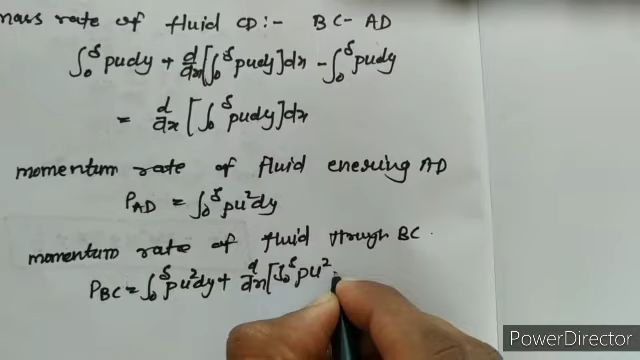 mass rate of fluid CD:- BC- AD
∫₀^δ ρudy + d/dx[∫₀^δ ρudy]dx - ∫₀^δ ρudy
= d/dx [∫₀^δ ρudy]dx
momentum rate of fluid enering AD
P_AD = ∫₀^δ ρu²dy
momentum rate of fluid through BC.
P_BC = ∫₀^δ ρu²dy + d/dx[∫₀^δ ρu²
PowerDirector